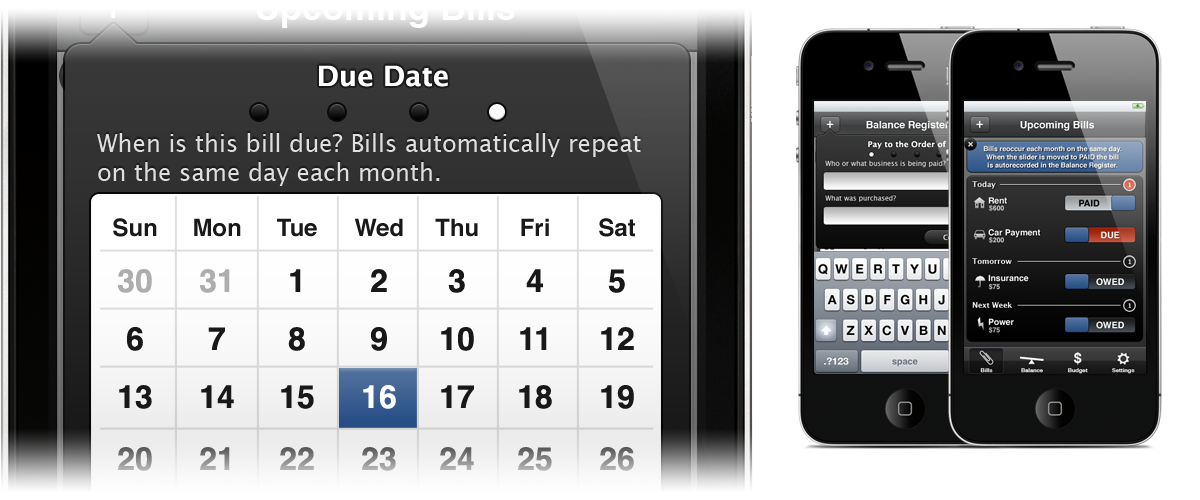 Upcoming Bills
Due Date
When is this bill due? Bills automatically repeat
on the same day each month.
Sun Mon Tue Wed Thu Fri Sat
30 31 1 2 3 4 5
6 7 8 9 10 11 12
13 14 15 16 17 18 19
20 21 22 23 24 25 26
+ Balance Register
Pay to the Order of
Who or what business is being paid?
What was purchased?
C
Q W E R T Y U
A S D F G H J
Z X C V B N
.?123 space
+ Upcoming Bills
Bills reoccur each month on the same day.
When the slider is moved to PAID the bill
is autorecorded in the Balance Register.
Today 1
Rent
$600
PAID
Car Payment
$200
DUE
Tomorrow 1
Insurance
$75
OWED
Next Week 1
Power
$75
OWED
Bills Balance Budget Settings